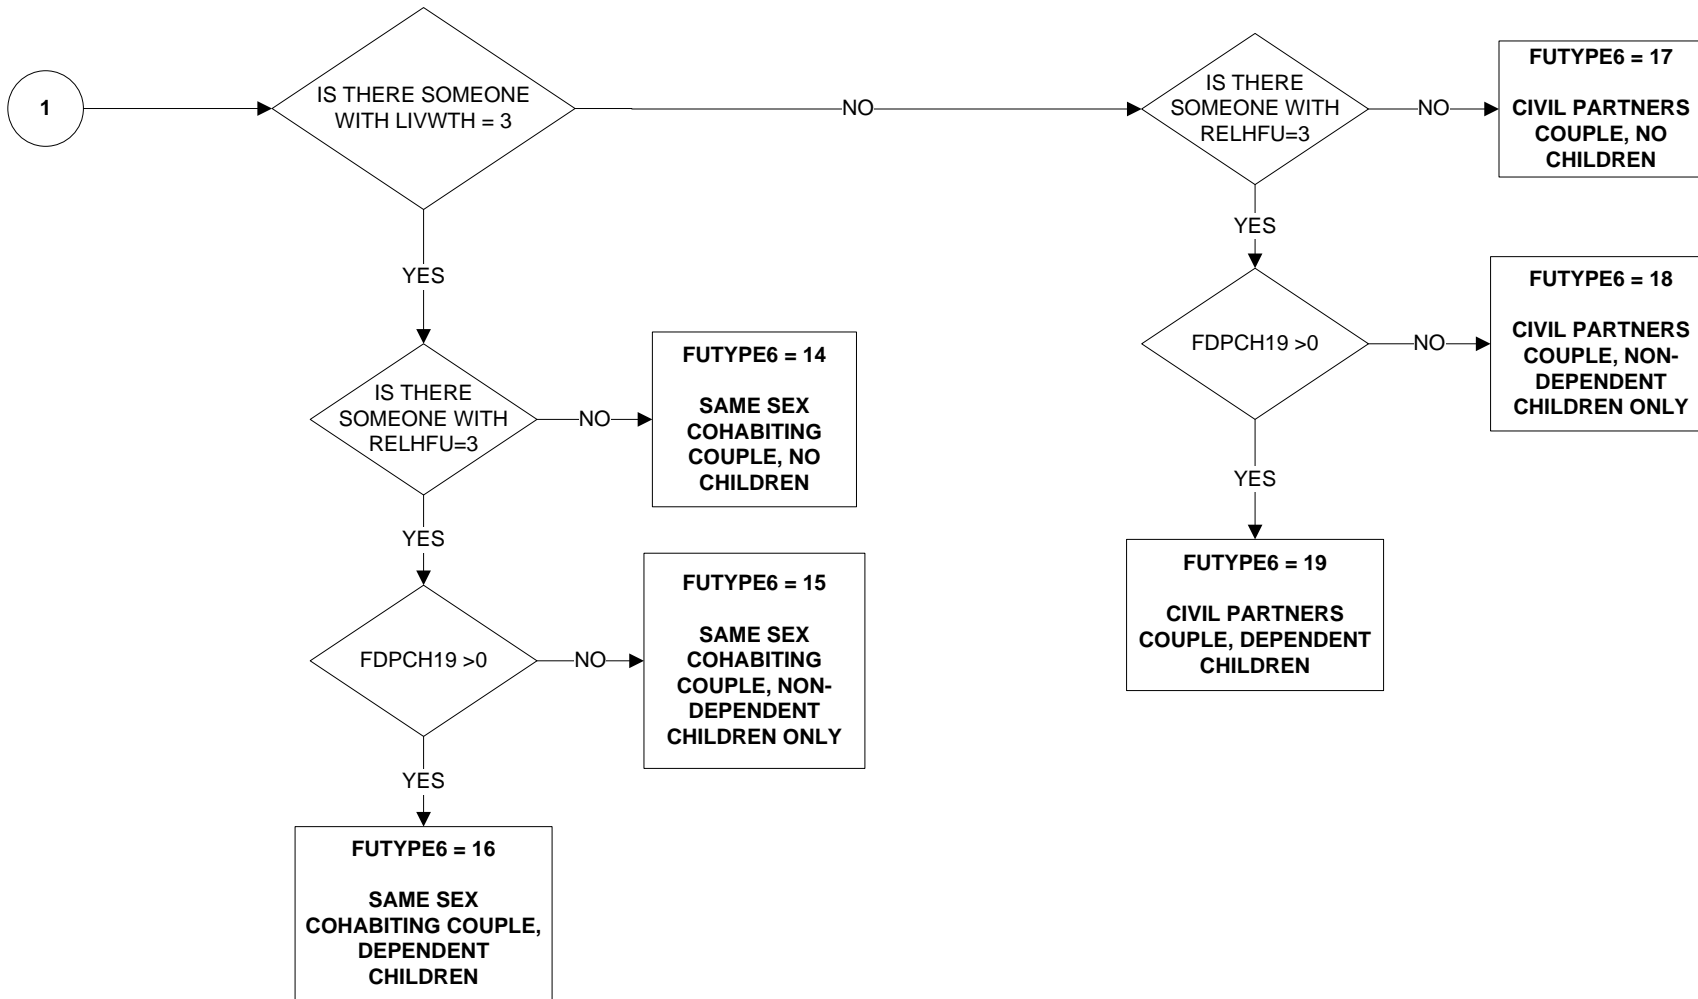 1
IS THERE SOMEONE
WITH LIVWTH = 3
NO
IS THERE
SOMEONE WITH
RELHFU=3
NO
FUTYPE6 = 17
CIVIL PARTNERS
COUPLE, NO
CHILDREN
YES
YES
FDPCH19 >0
NO
FUTYPE6 = 18
CIVIL PARTNERS
COUPLE, NON-
DEPENDENT
CHILDREN ONLY
IS THERE
SOMEONE WITH
RELHFU=3
NO
FUTYPE6 = 14
SAME SEX
COHABITING
COUPLE, NO
CHILDREN
YES
FUTYPE6 = 19
CIVIL PARTNERS
COUPLE, DEPENDENT
CHILDREN
YES
FDPCH19 >0
NO
FUTYPE6 = 15
SAME SEX
COHABITING
COUPLE, NON-
DEPENDENT
CHILDREN ONLY
YES
FUTYPE6 = 16
SAME SEX
COHABITING COUPLE,
DEPENDENT
CHILDREN